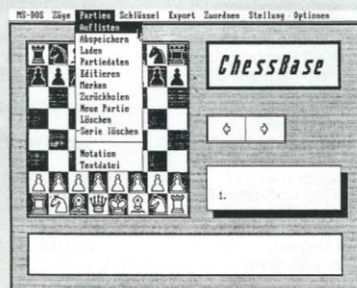 MS-DOS Züge Partien Schlüssel Export Zuordnen Stellung Optionen
Auflisten
Abspeichern
Laden
Partiedaten
Editieren
Merken
Zurückholen
Neue Partie
Löschen
-Serie löschen
Notation
Textdatei
ChessBase
1.